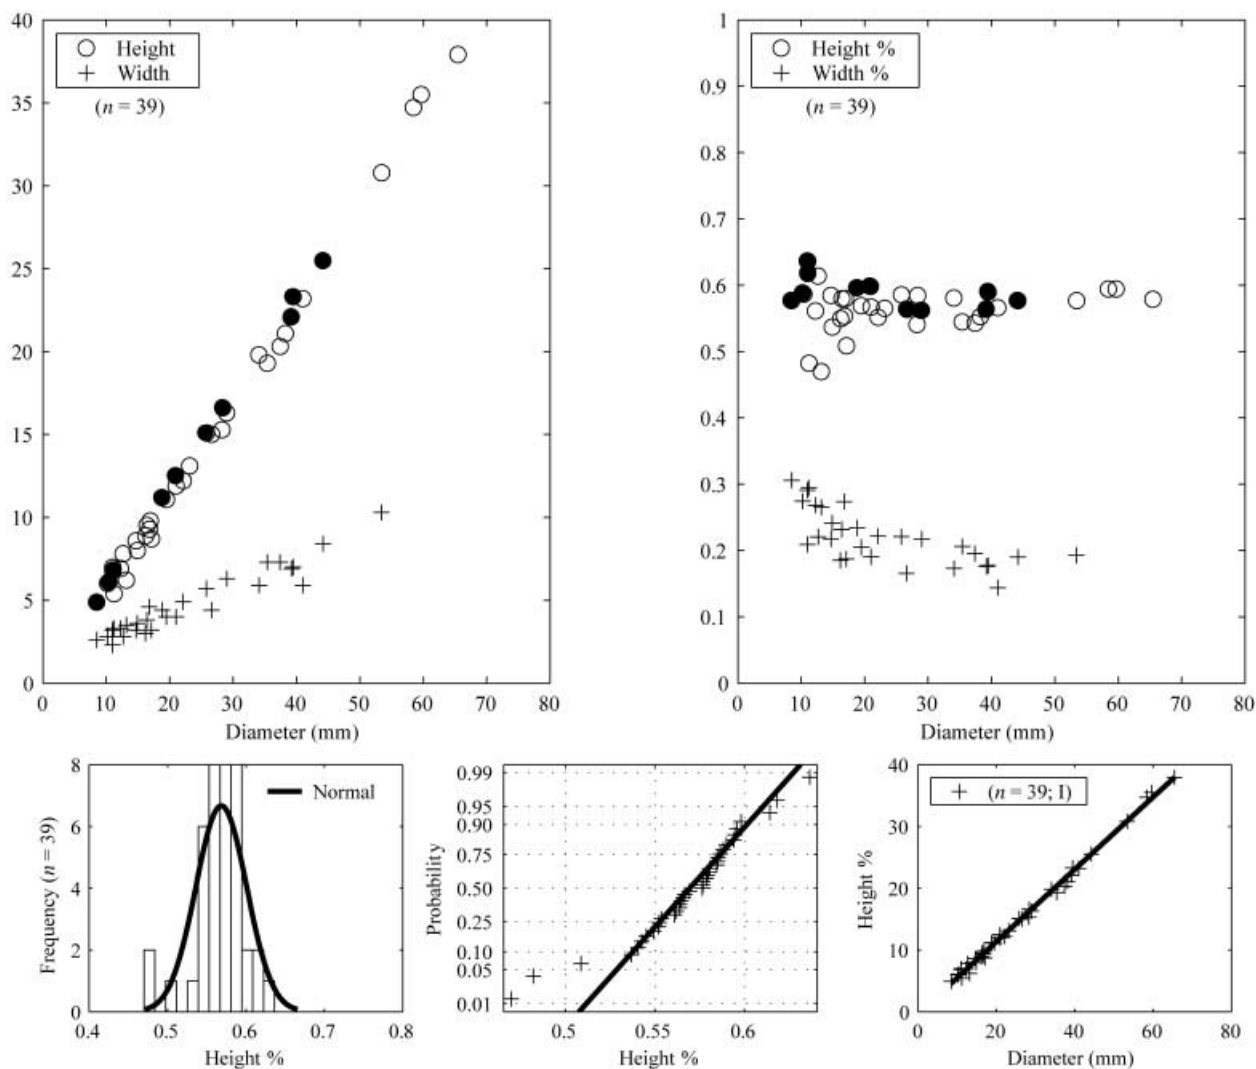 40
35
30
25
20
15
10
5
0
Height
Width
(n = 39)
0 10 20 30 40 50 60 70 80
Diameter (mm)
1
0.9
0.8
0.7
0.6
0.5
0.4
0.3
0.2
0.1
0
Height %
Width %
(n = 39)
0 10 20 30 40 50 60 70 80
Diameter (mm)
Frequency (n = 39)
8
6
4
2
0
Normal
0.4 0.5 0.6 0.7 0.8
Height %
Probability
0.99
0.95
0.90
0.75
0.50
0.25
0.10
0.05
0.01
0.5 0.55 0.6
Height %
Height %
40
30
20
10
0
(n = 39; I)
0 20 40 60 80
Diameter (mm)